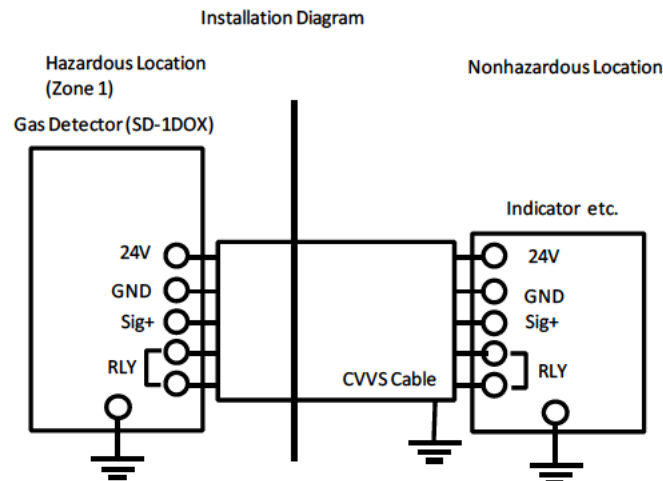 Installation Diagram
Hazardous Location
(Zone 1)
Nonhazardous Location
Gas Detector (SD-1DOX)
Indicator etc.
24V
GND
Sig+
RLY
CVVS Cable
24V
GND
Sig+
RLY